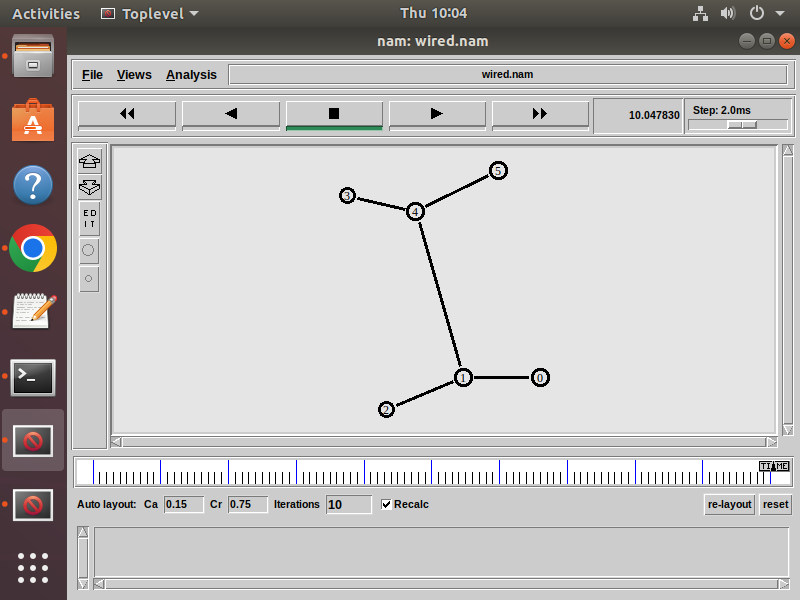 Activities Toplevel Thu 10:04
nam: wired.nam
File Views Analysis wired.nam
10.047830 Step: 2.0ms
ED
IT
5
3
4
1
0
2
TIME
Auto layout: Ca 0.15 Cr 0.75 Iterations 10 Recalc re-layout reset